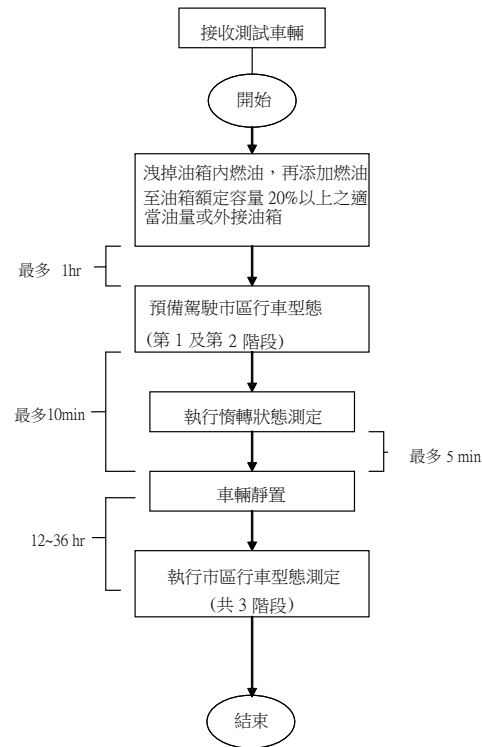 接收測試車輛
開始
洩掉油箱內燃油，再添加燃油
至油箱額定容量 20%以上之適
當油量或外接油箱
最多 1hr
預備駕駛市區行車型態
(第 1 及第 2 階段)
最多10min
執行惰轉狀態測定
最多 5 min
車輛靜置
12~36 hr
執行市區行車型態測定
(共 3 階段)
結束